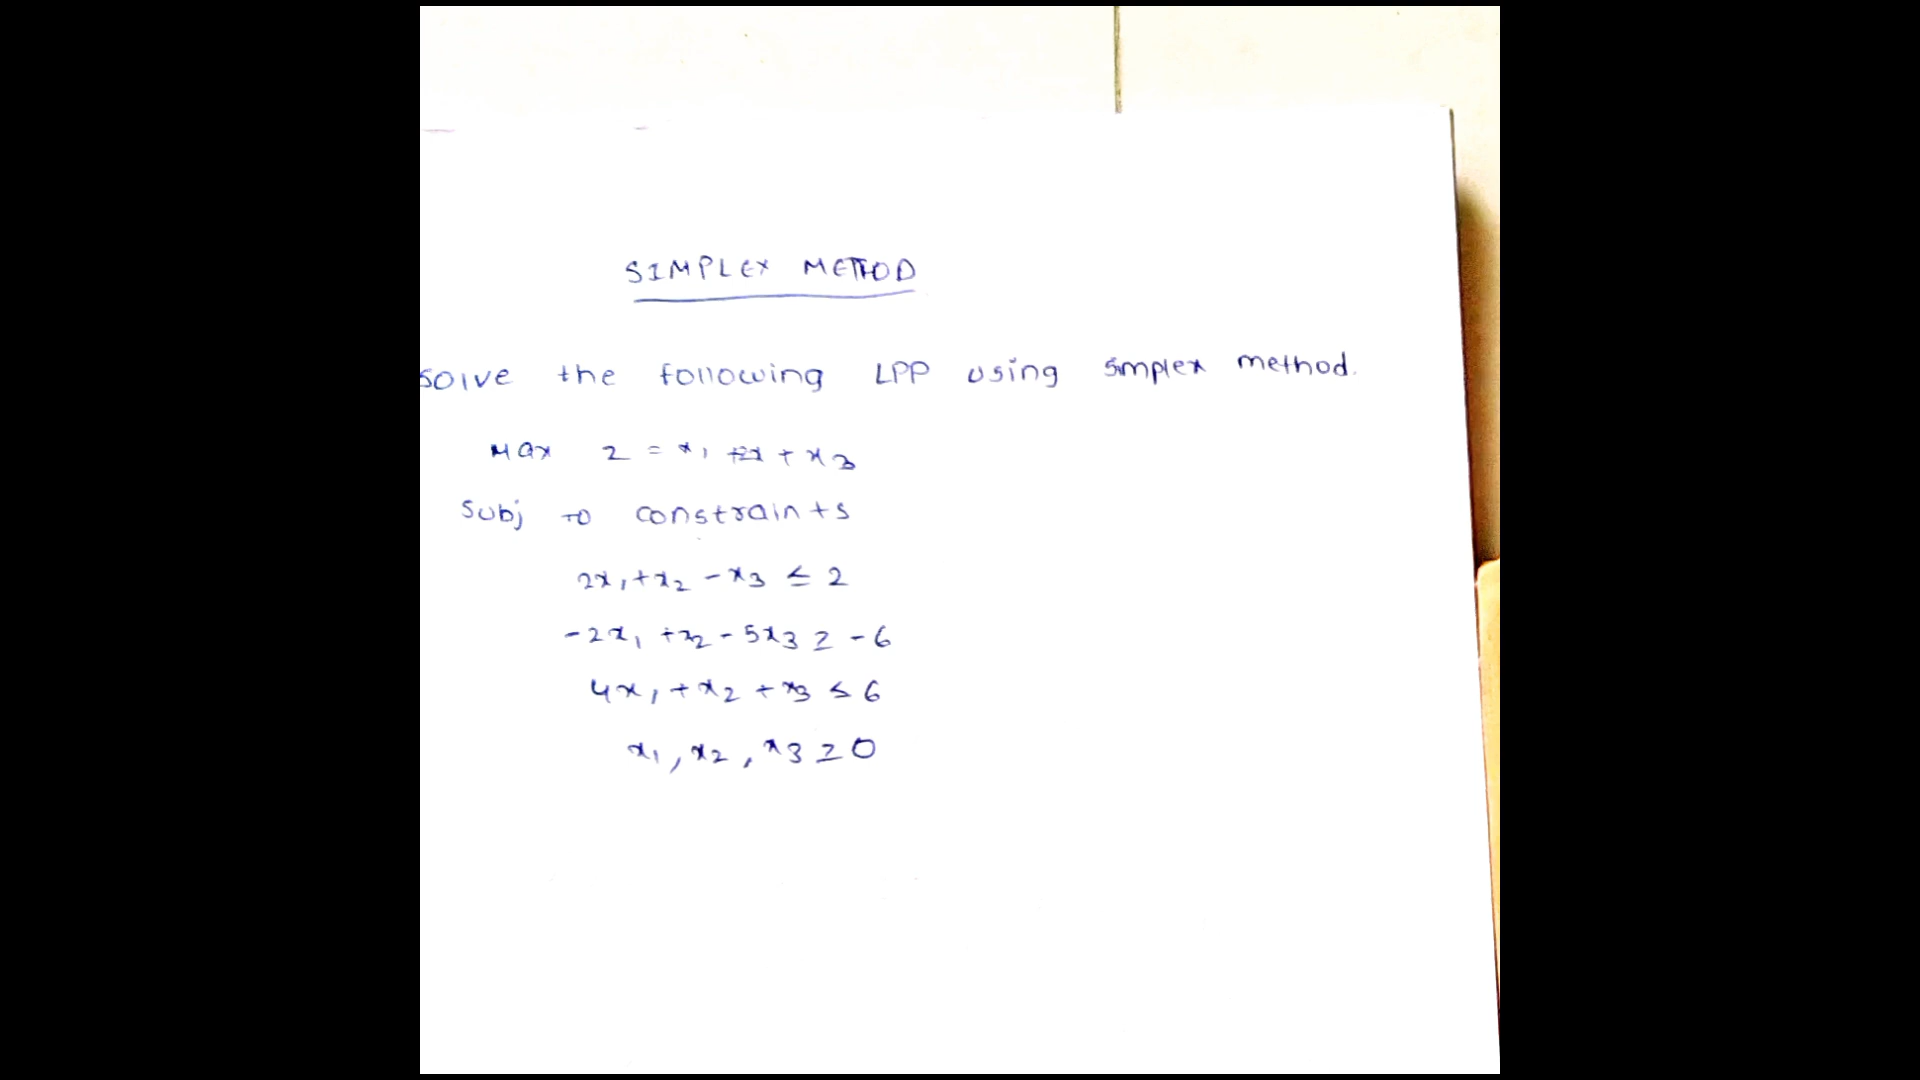 SIMPLEX METHOD
solve the following LPP using simplex method.
Max Z = x₁ + x₃
Subj TO constraints
2x₁+x₂ -x₃ ≤ 2
-2x₁ +x₂ - 5x₃ ≥ -6
4x₁ +x₂ + x₃ ≤ 6
x₁, x₂, x₃ ≥ 0